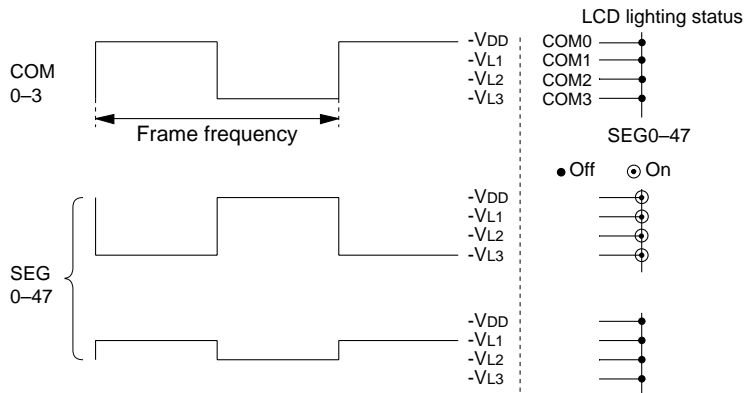 LCD lighting status
COM
0–3
-VDD
-VL1
-VL2
-VL3
Frame frequency
COM0
COM1
COM2
COM3
SEG0–47
Off
On
SEG
0–47
-VDD
-VL1
-VL2
-VL3
-VDD
-VL1
-VL2
-VL3